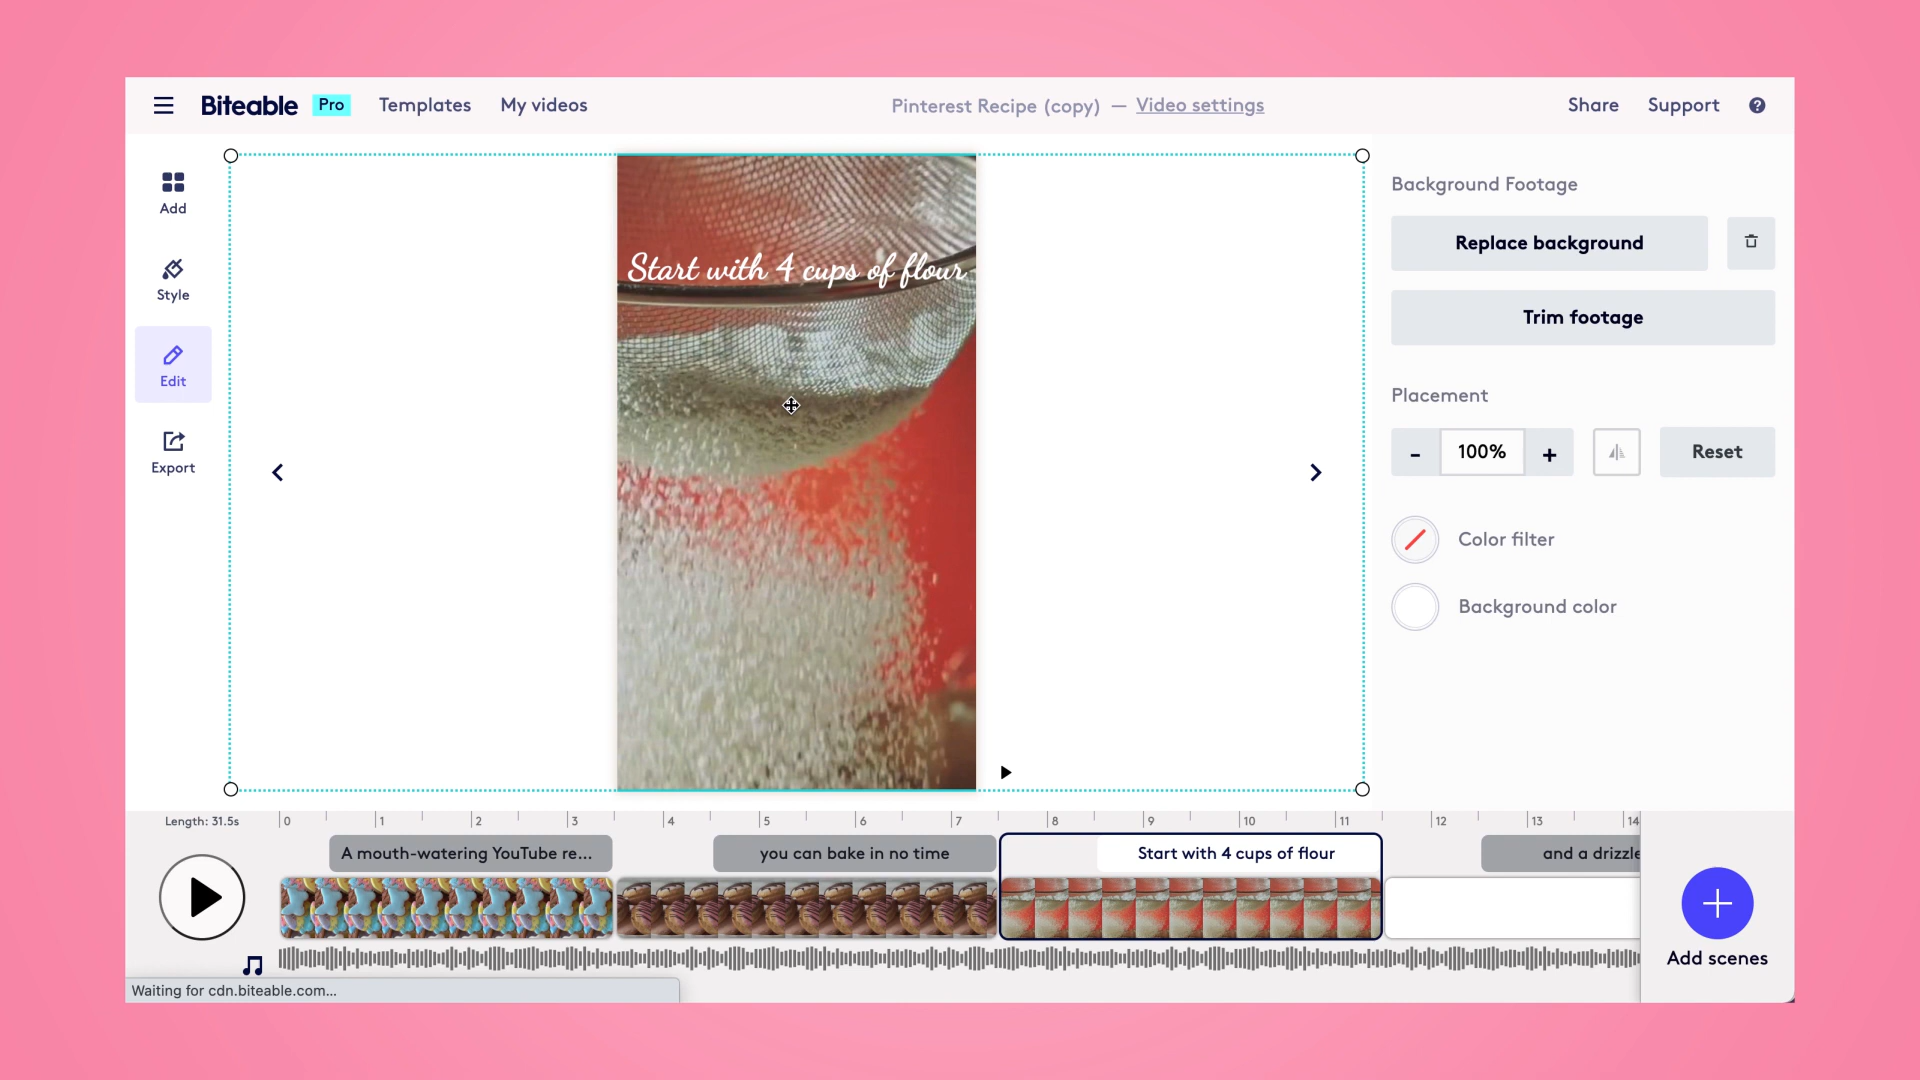 Biteable Pro Templates My videos Pinterest Recipe (copy) — Video settings Share Support ?
Add
Style
Edit
Export
Start with 4 cups of flour
Background Footage
Replace background
Trim footage
Placement
- 100% + Reset
Color filter
Background color
Length: 31.5s 0 1 2 3 4 5 6 7 8 9 10 11 12 13 14
A mouth-watering YouTube re... you can bake in no time Start with 4 cups of flour and a drizzle
Add scenes
Waiting for cdn.biteable.com...